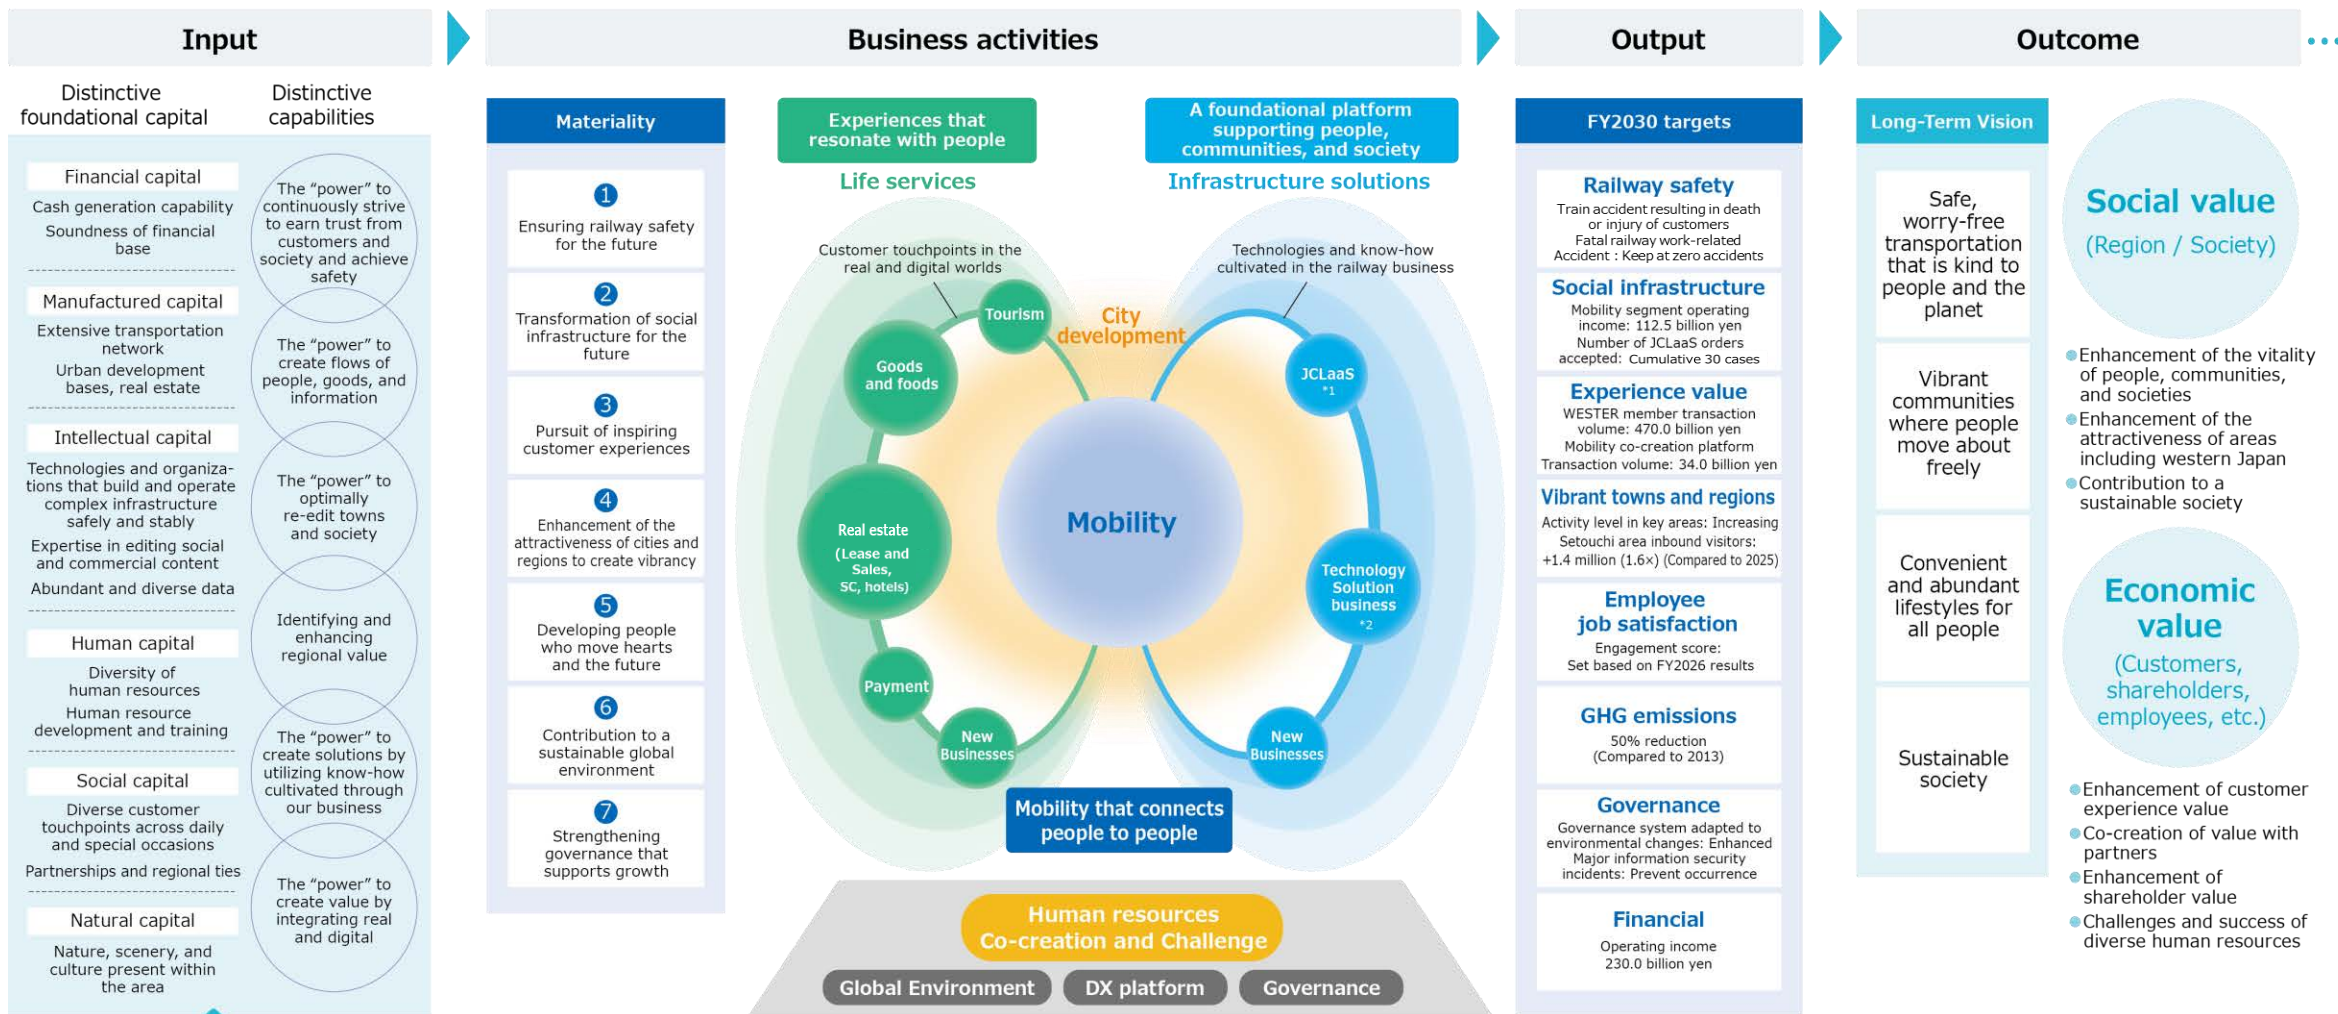 Input
Business activities
Output
Outcome
Distinctive
foundational capital
Distinctive
capabilities
Financial capital
Cash generation capability
Soundness of financial
base
Manufactured capital
Extensive transportation
network
Urban development
bases, real estate
Intellectual capital
Technologies and organiza-
tions that build and operate
complex infrastructure
safely and stably
Expertise in editing social
and commercial content
Abundant and diverse data
Human capital
Diversity of
human resources
Human resource
development and training
Social capital
Diverse customer
touchpoints across daily
and special occasions
Partnerships and regional ties
Natural capital
Nature, scenery, and
culture present within
the area
The “power” to
continuously strive
to earn trust from
customers and
society and achieve
safety
The “power” to
create flows of
people, goods, and
information
The “power” to
optimally
re-edit towns
and society
Identifying and
enhancing
regional value
The “power” to
create solutions by
utilizing know-how
cultivated through
our business
The “power” to
create value by
integrating real
and digital
Materiality
1
Ensuring railway safety
for the future
2
Transformation of social
infrastructure for the
future
3
Pursuit of inspiring
customer experiences
4
Enhancement of the
attractiveness of cities and
regions to create vibrancy
5
Developing people
who move hearts
and the future
6
Contribution to a
sustainable global
environment
7
Strengthening
governance that
supports growth
Experiences that
resonate with people
Life services
Customer touchpoints in the
real and digital worlds
Tourism
Goods
and foods
Real estate
(Lease and
Sales,
SC, hotels)
Payment
New
Businesses
City
development
Mobility
A foundational platform
supporting people,
communities, and society
Infrastructure solutions
Technologies and know-how
cultivated in the railway business
JCLaaS
*1
Technology
Solution
business
*2
New
Businesses
Mobility that connects
people to people
Human resources
Co-creation and Challenge
Global Environment
DX platform
Governance
FY2030 targets
Railway safety
Train accident resulting in death
or injury of customers
Fatal railway work-related
Accident : Keep at zero accidents
Social infrastructure
Mobility segment operating
income: 112.5 billion yen
Number of JCLaaS orders
accepted: Cumulative 30 cases
Experience value
WESTER member transaction
volume: 470.0 billion yen
Mobility co-creation platform
Transaction volume: 34.0 billion yen
Vibrant towns and regions
Activity level in key areas: Increasing
Setouchi area inbound visitors:
+1.4 million (1.6×) (Compared to 2025)
Employee
job satisfaction
Engagement score:
Set based on FY2026 results
GHG emissions
50% reduction
(Compared to 2013)
Governance
Governance system adapted to
environmental changes: Enhanced
Major information security
incidents: Prevent occurrence
Financial
Operating income
230.0 billion yen
Long-Term Vision
Safe,
worry-free
transportation
that is kind to
people and the
planet
Vibrant
communities
where people
move about
freely
Convenient
and abundant
lifestyles for
all people
Sustainable
society
Social value
(Region / Society)
Enhancement of the vitality
of people, communities,
and societies
Enhancement of the
attractiveness of areas
including western Japan
Contribution to a
sustainable society
Economic
value
(Customers,
shareholders,
employees, etc.)
Enhancement of customer
experience value
Co-creation of value with
partners
Enhancement of
shareholder value
Challenges and success of
diverse human resources